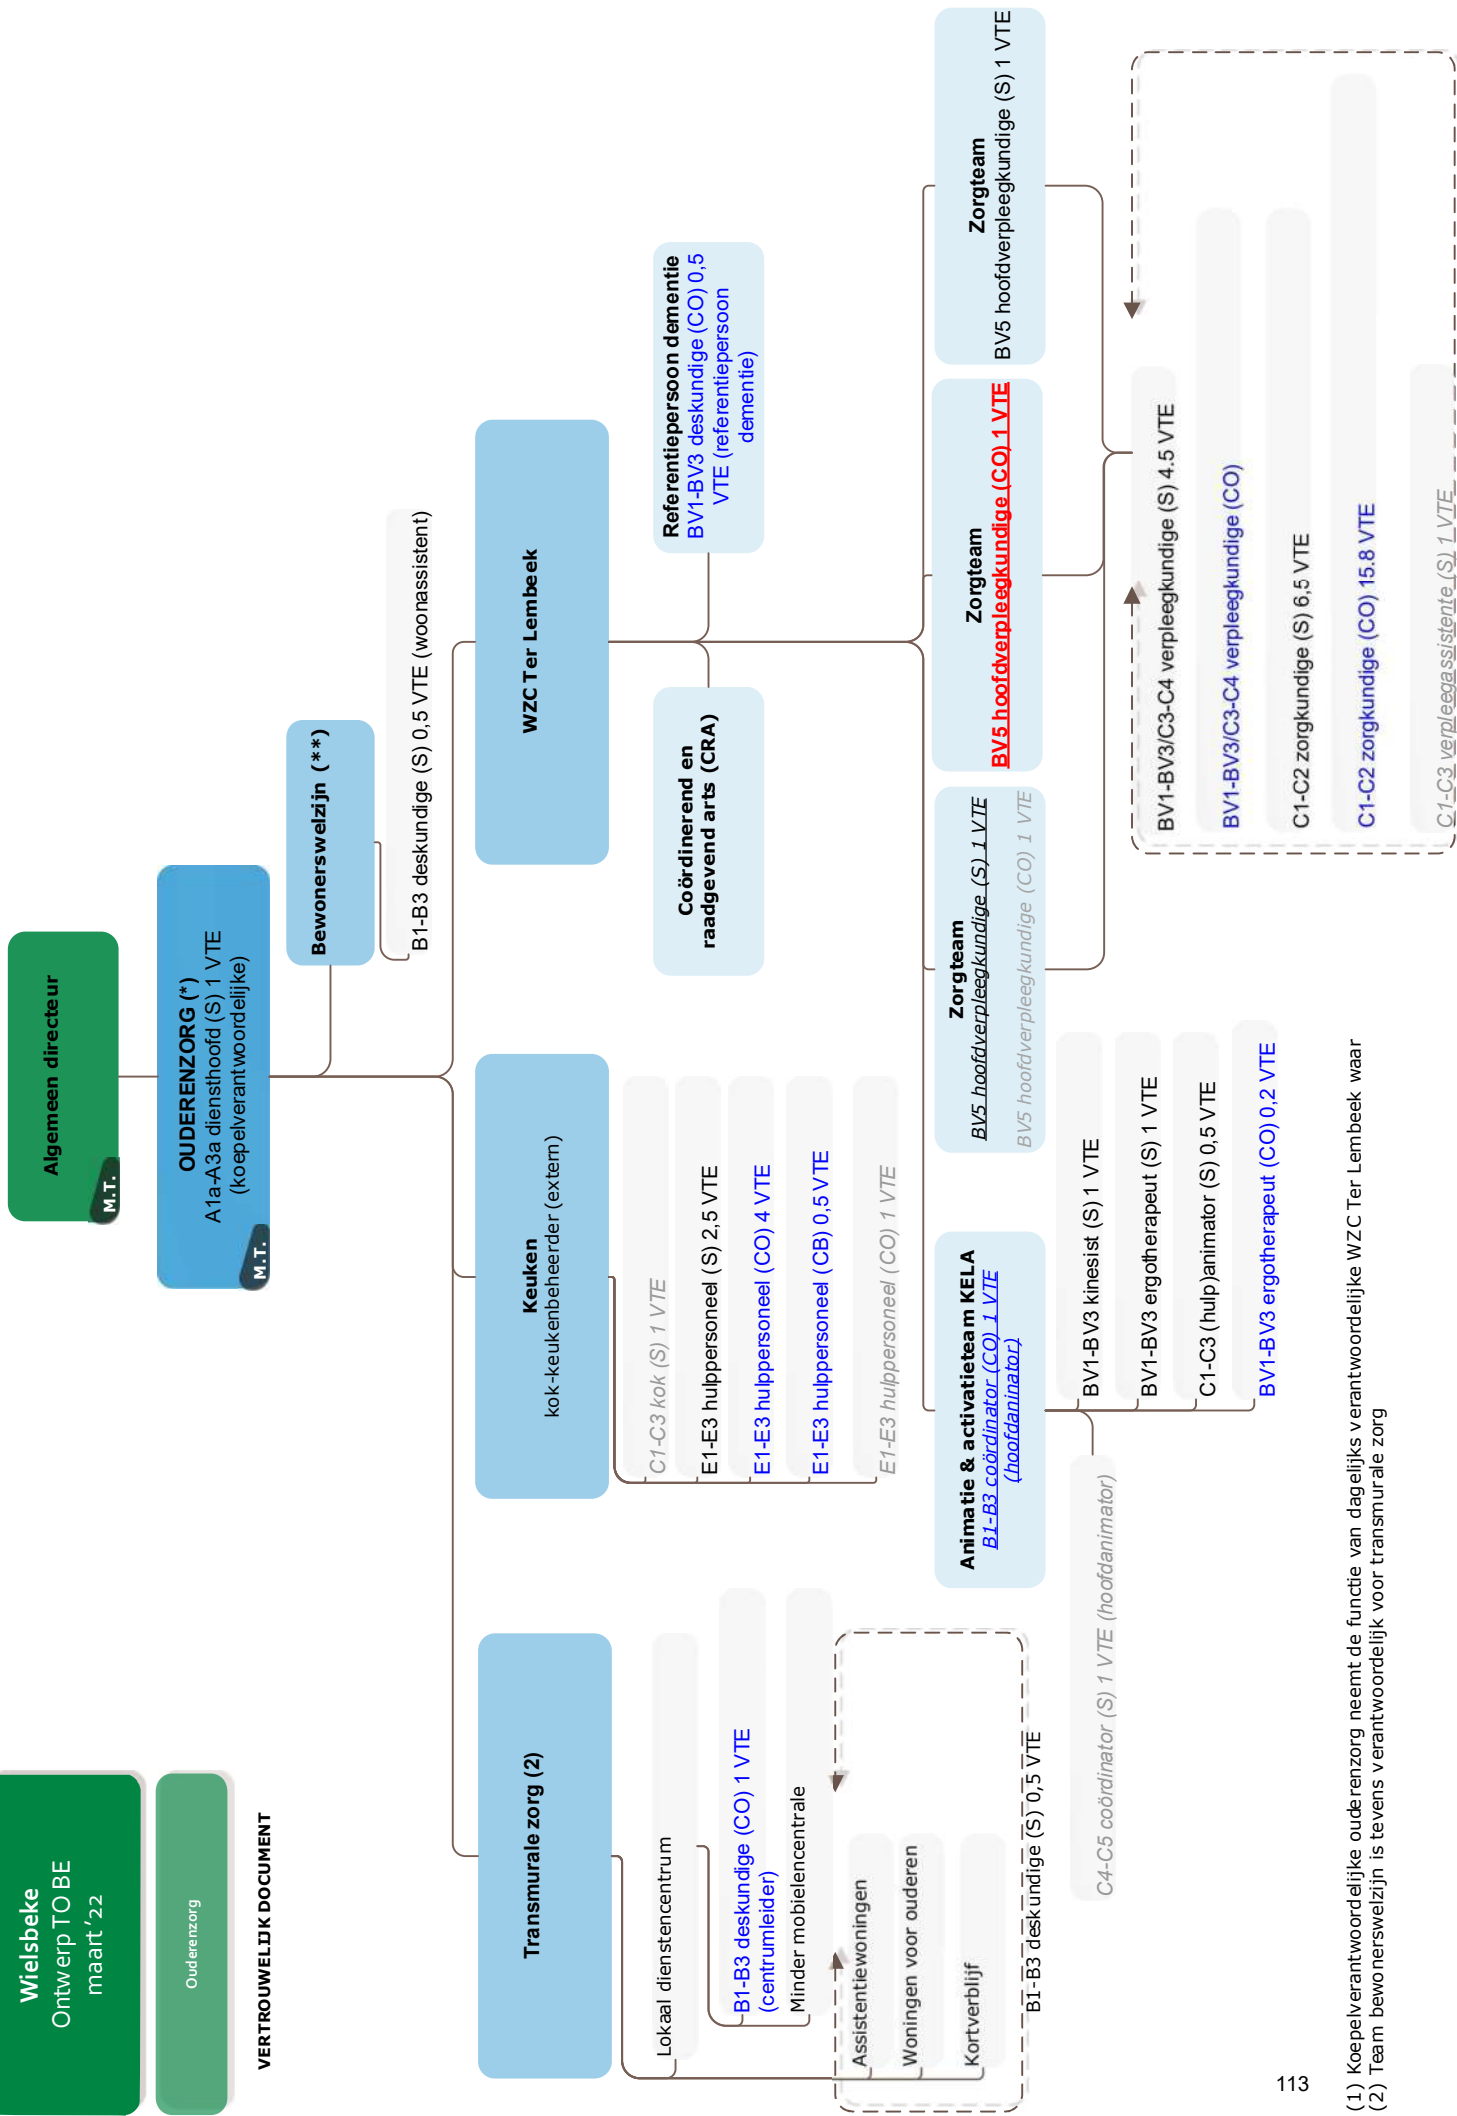 Wielsbeke
Ontwerp TO BE
maart '22
Ouderenzorg
VERTROUWELIJK DOCUMENT
Algemeen directeur
M.T.
OUDERENZORG (*)
A1a-A3a diensthoofd (S) 1 VTE
(koepelverantwoordelijke)
M.T.
Bewonerswelzijn (**)
B1-B3 deskundige (S) 0,5 VTE (woonassistent)
Transmurale zorg (2)
Lokaal dienstencentrum
B1-B3 deskundige (CO) 1 VTE
(centrumleider)
Minder mobielencentrale
Assistentiewoningen
Woningen voor ouderen
Kortverblijf
B1-B3 deskundige (S) 0,5 VTE
Keuken
kok-keukenbeheerder (extern)
C1-C3 kok (S) 1 VTE
E1-E3 hulppersoneel (S) 2,5 VTE
E1-E3 hulppersoneel (CO) 4 VTE
E1-E3 hulppersoneel (CB) 0,5 VTE
E1-E3 hulppersoneel (CO) 1 VTE
WZC Ter Lembeek
Coördinerend en
raadgevend arts (CRA)
Referentiepersoon dementie
BV1-BV3 deskundige (CO) 0,5
VTE (referentiepersoon
dementie)
Animatie & activatieteam KELA
B1-B3 coördinator (CO) 1 VTE
(hoofdaninator)
C4-C5 coördinator (S) 1 VTE (hoofdanimator)
BV1-BV3 kinesist (S) 1 VTE
BV1-BV3 ergotherapeut (S) 1 VTE
C1-C3 (hulp)animator (S) 0,5 VTE
BV1-BV3 ergotherapeut (CO) 0,2 VTE
Zorgteam
BV5 hoofdverpleegkundige (S) 1 VTE
BV5 hoofdverpleegkundige (CO) 1 VTE
Zorgteam
BV5 hoofdverpleegkundige (CO) 1 VTE
Zorgteam
BV5 hoofdverpleegkundige (S) 1 VTE
BV1-BV3/C3-C4 verpleegkundige (S) 4.5 VTE
BV1-BV3/C3-C4 verpleegkundige (CO)
C1-C2 zorgkundige (S) 6,5 VTE
C1-C2 zorgkundige (CO) 15.8 VTE
C1-C3 verpleegassistente (S) 1 VTE
(1) Koepelverantwoordelijke ouderenzorg neemt de functie van dagelijks verantwoordelijke WZC Ter Lembeek waar
(2) Team bewonerswelzijn is tevens verantwoordelijk voor transmurale zorg
113